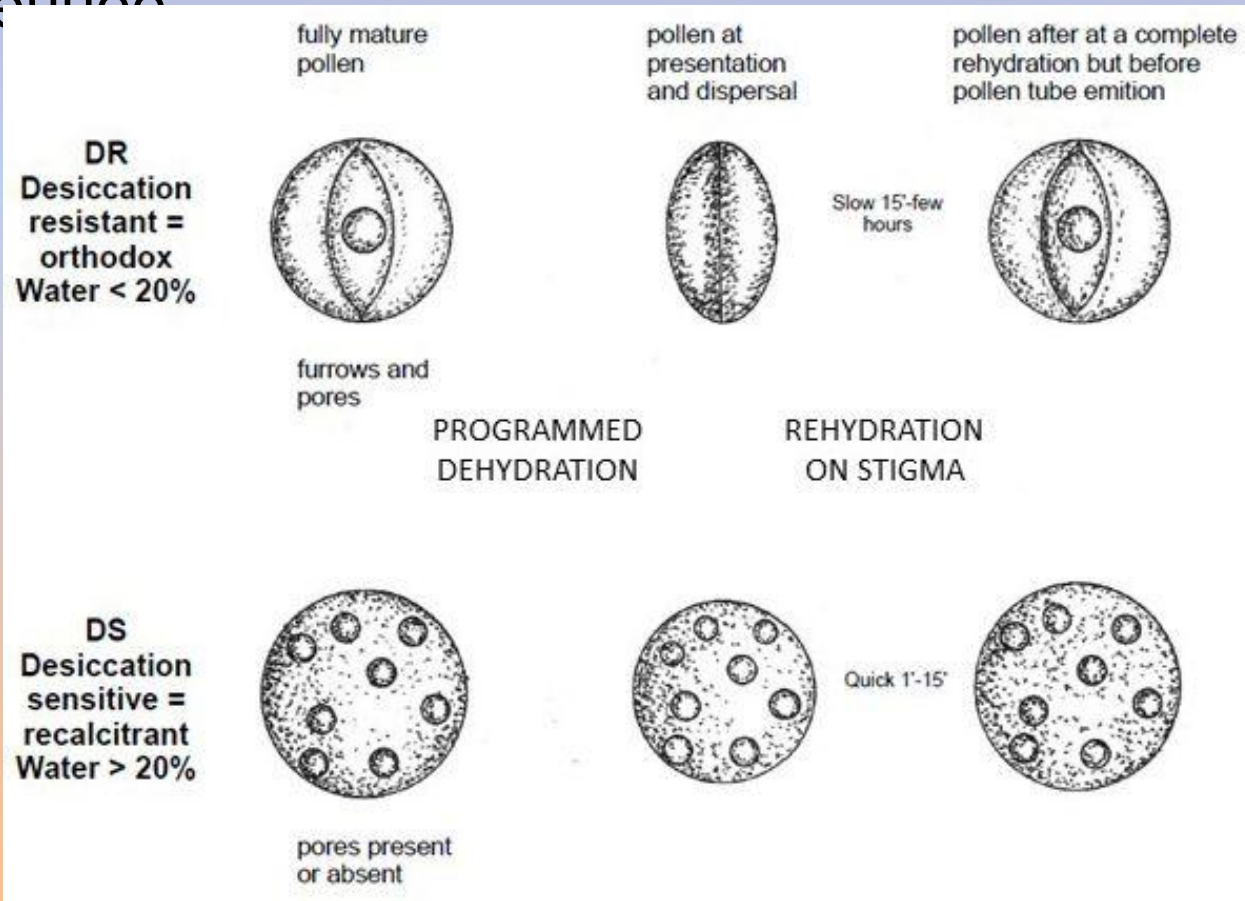 fully mature
pollen
pollen at
presentation
and dispersal
pollen after at a complete
rehydration but before
pollen tube emition
DR
Desiccation
resistant =
orthodox
Water < 20%
Slow 15'-few
hours
furrows and
pores
PROGRAMMED
DEHYDRATION
REHYDRATION
ON STIGMA
DS
Desiccation
sensitive =
recalcitrant
Water > 20%
Quick 1'-15'
pores present
or absent